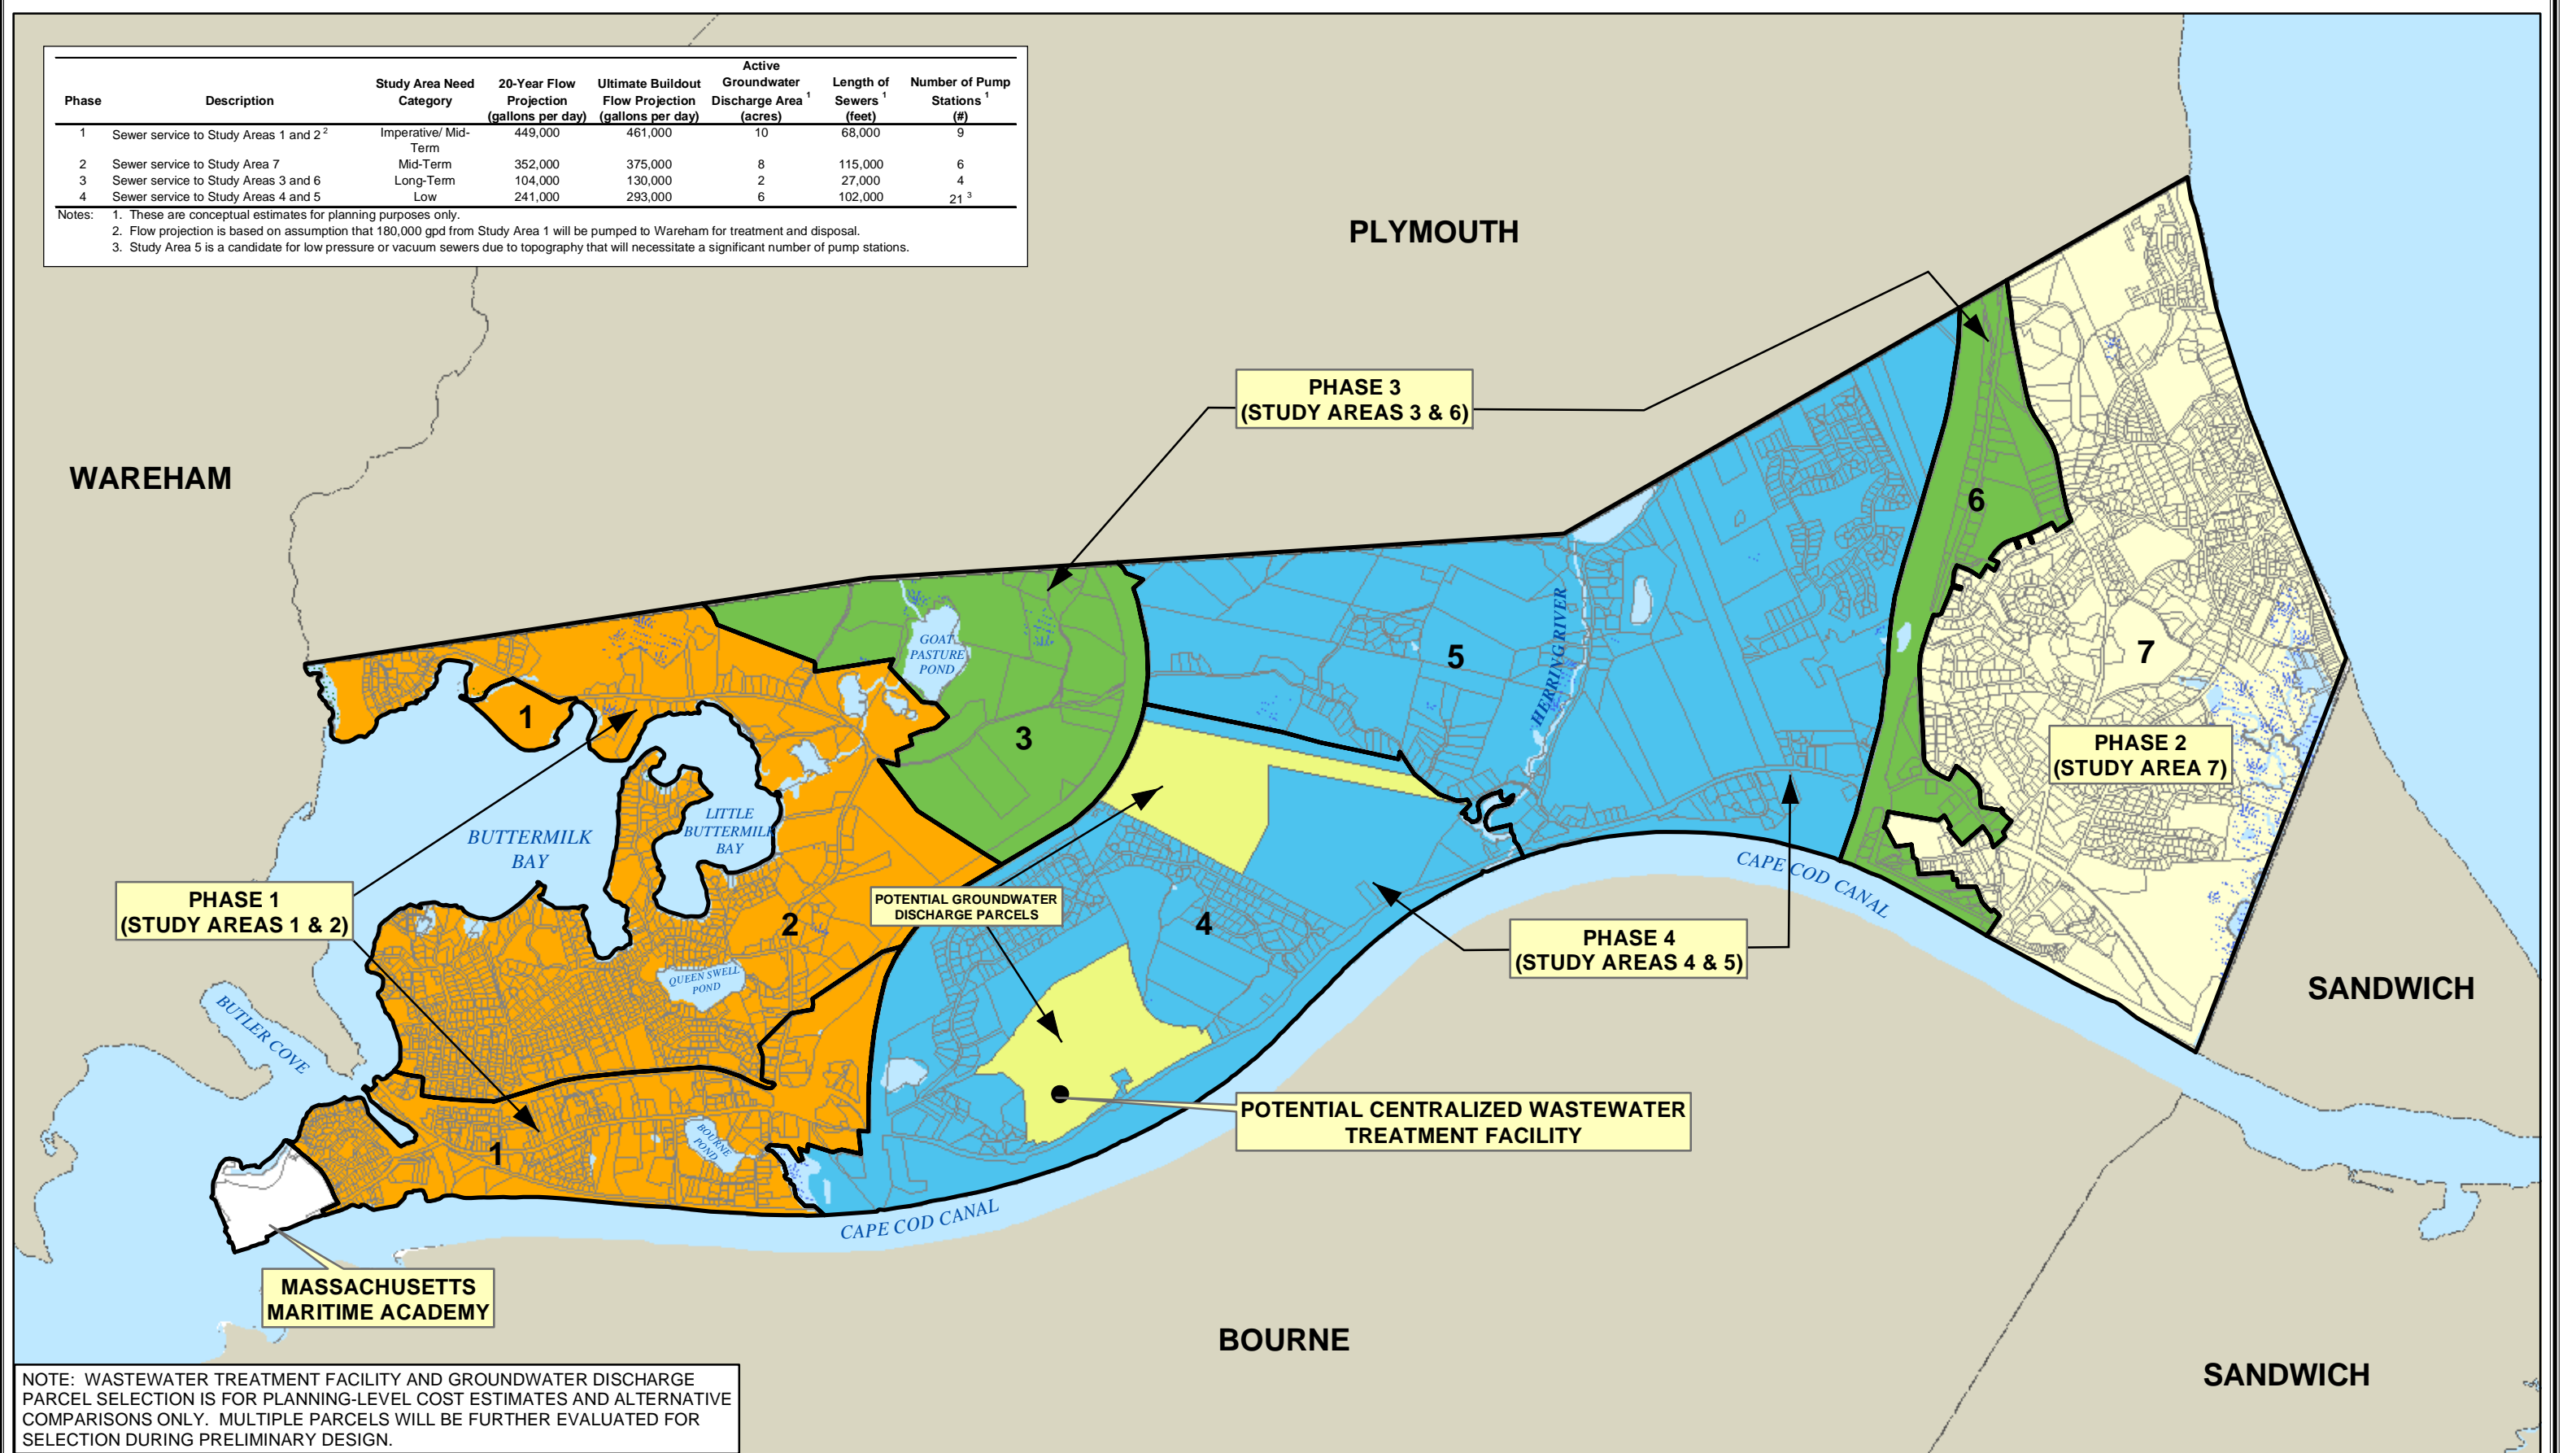 Phase Description Study Area Need Category 20-Year Flow Projection (gallons per day) Ultimate Buildout Flow Projection (gallons per day) Active Groundwater Discharge Area 1 (acres) Length of Sewers 1 (feet) Number of Pump Stations 1 (#)
1 Sewer service to Study Areas 1 and 2 2 Imperative/ Mid-Term 449,000 461,000 10 68,000 9
2 Sewer service to Study Area 7 Mid-Term 352,000 375,000 8 115,000 6
3 Sewer service to Study Areas 3 and 6 Long-Term 104,000 130,000 2 27,000 4
4 Sewer service to Study Areas 4 and 5 Low 241,000 293,000 6 102,000 21 3
Notes: 1. These are conceptual estimates for planning purposes only.
2. Flow projection is based on assumption that 180,000 gpd from Study Area 1 will be pumped to Wareham for treatment and disposal.
3. Study Area 5 is a candidate for low pressure or vacuum sewers due to topography that will necessitate a significant number of pump stations.
PLYMOUTH
WAREHAM
PHASE 3
(STUDY AREAS 3 & 6)
6
GOAT
PASTURE
POND
5
HERRING RIVER
7
1
3
PHASE 2
(STUDY AREA 7)
BUTTERMILK
BAY
LITTLE
BUTTERMILK
BAY
CAPE COD CANAL
PHASE 1
(STUDY AREAS 1 & 2)
POTENTIAL GROUNDWATER
DISCHARGE PARCELS
2
4
PHASE 4
(STUDY AREAS 4 & 5)
QUEEN SWELL
POND
SANDWICH
BUTLER COVE
POTENTIAL CENTRALIZED WASTEWATER
TREATMENT FACILITY
1
BOURNE
POND
CAPE COD CANAL
MASSACHUSETTS
MARITIME ACADEMY
BOURNE
SANDWICH
NOTE: WASTEWATER TREATMENT FACILITY AND GROUNDWATER DISCHARGE
PARCEL SELECTION IS FOR PLANNING-LEVEL COST ESTIMATES AND ALTERNATIVE
COMPARISONS ONLY. MULTIPLE PARCELS WILL BE FURTHER EVALUATED FOR
SELECTION DURING PRELIMINARY DESIGN.